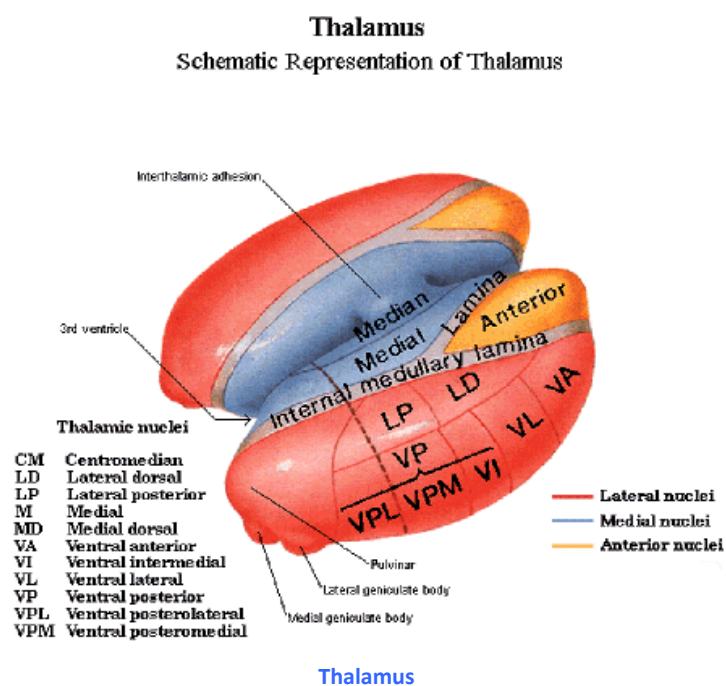 Thalamus
Schematic Representation of Thalamus
Interthalamic adhesion
3rd ventricle
Median
Lamina
Anterior
Medial
Internal medullary lamina
LP
LD
VA
VP
VL
VPL
VPM
VI
Thalamic nuclei
CM Centromedian
LD Lateral dorsal
LP Lateral posterior
M Medial
MD Medial dorsal
VA Ventral anterior
VI Ventral intermedial
VL Ventral lateral
VP Ventral posterior
VPL Ventral posterolateral
VPM Ventral posteromedial
Lateral nuclei
Medial nuclei
Anterior nuclei
Pulvinar
Lateral geniculate body
Medial geniculate body
Thalamus